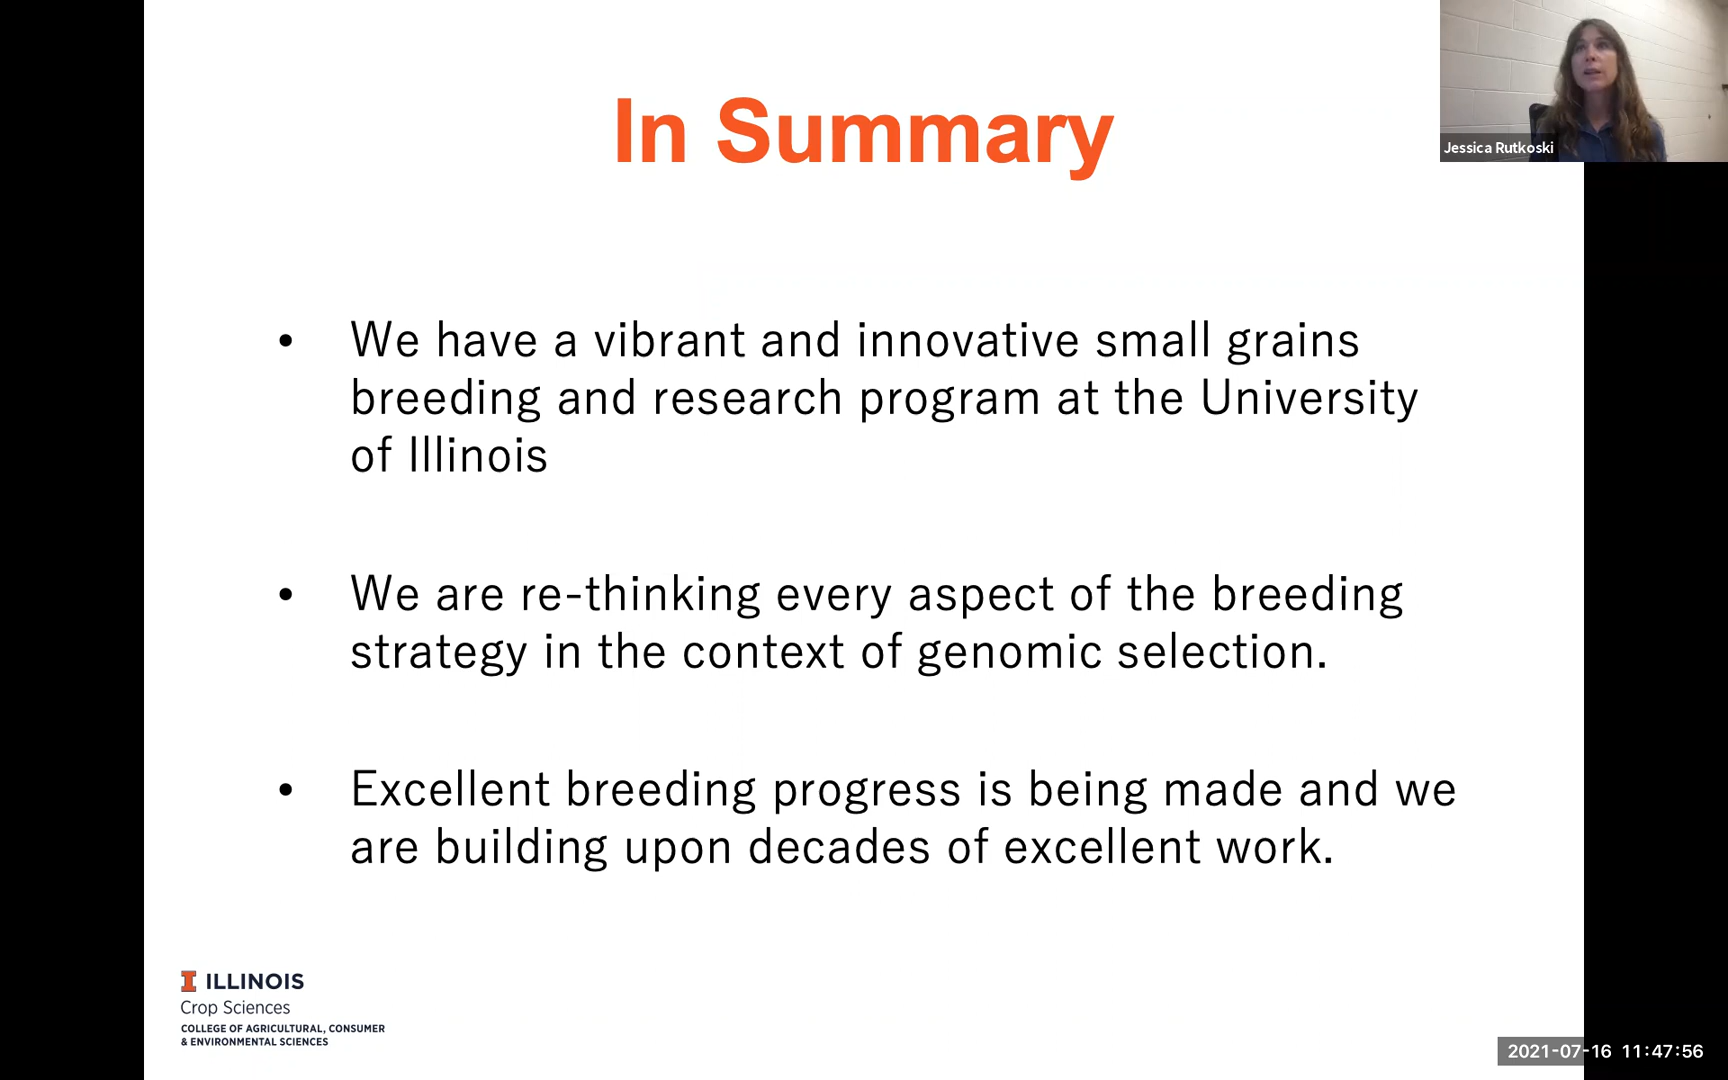 In Summary
Jessica Rutkoski
• We have a vibrant and innovative small grains
breeding and research program at the University
of Illinois
• We are re-thinking every aspect of the breeding
strategy in the context of genomic selection.
• Excellent breeding progress is being made and we
are building upon decades of excellent work.
I ILLINOIS
Crop Sciences
COLLEGE OF AGRICULTURAL, CONSUMER
& ENVIRONMENTAL SCIENCES
2021-07-16 11:47:56